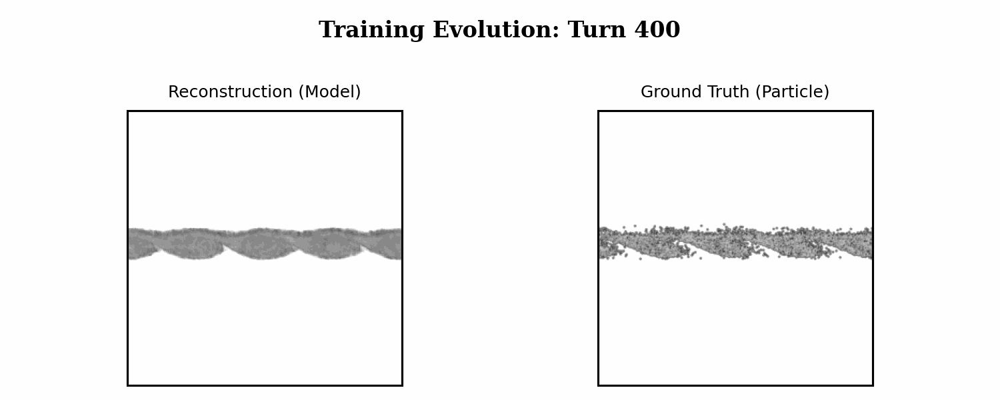 Training Evolution: Turn 400
Reconstruction (Model)
Ground Truth (Particle)